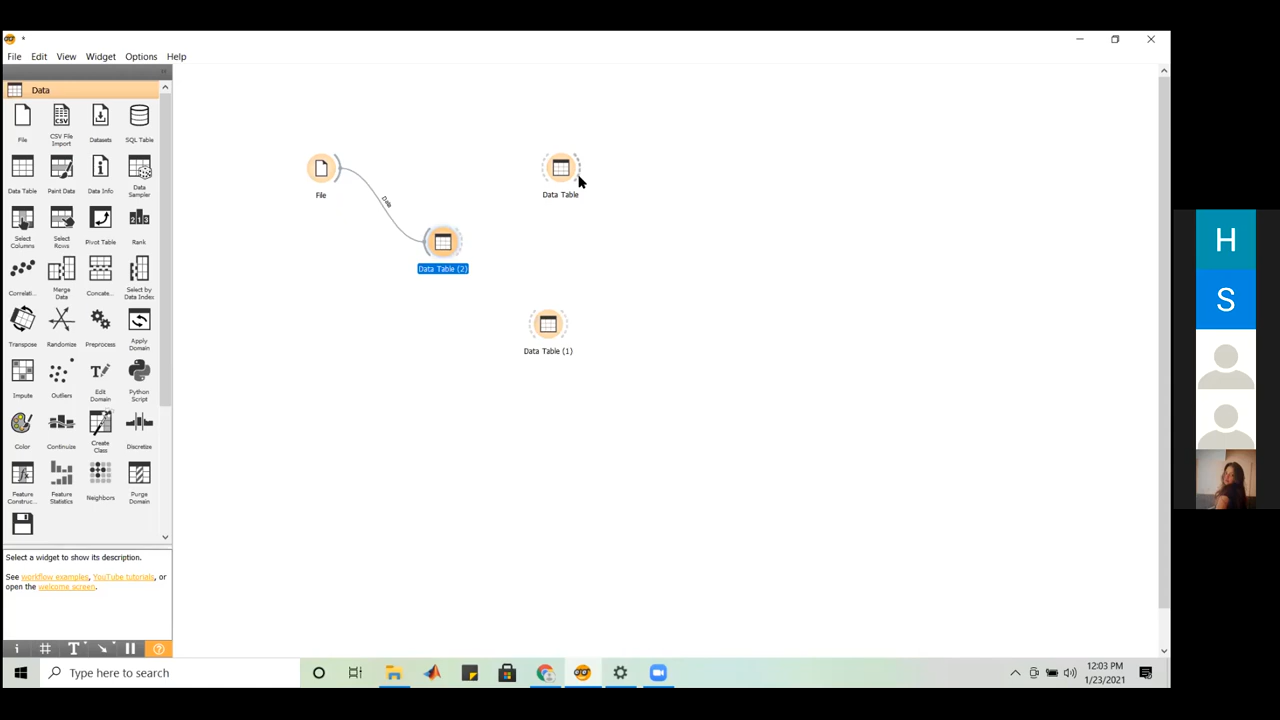 *
File Edit View Widget Options Help
Data
File CSV File Import Datasets SQL Table
Data Table Paint Data Data Info Data Sampler
Select Columns Select Rows Pivot Table Rank
Correlati... Merge Data Concate... Select by Data Index
Transpose Randomize Preprocess Apply Domain
Impute Outliers Edit Domain Python Script
Color Continuize Create Class Discretize
Feature Construc... Feature Statistics Neighbors Purge Domain
Select a widget to show its description.
See workflow examples, YouTube tutorials, or
open the welcome screen.
File
Data
Data Table (2)
Data Table
Data Table (1)
H
S
Type here to search
12:03 PM
1/23/2021